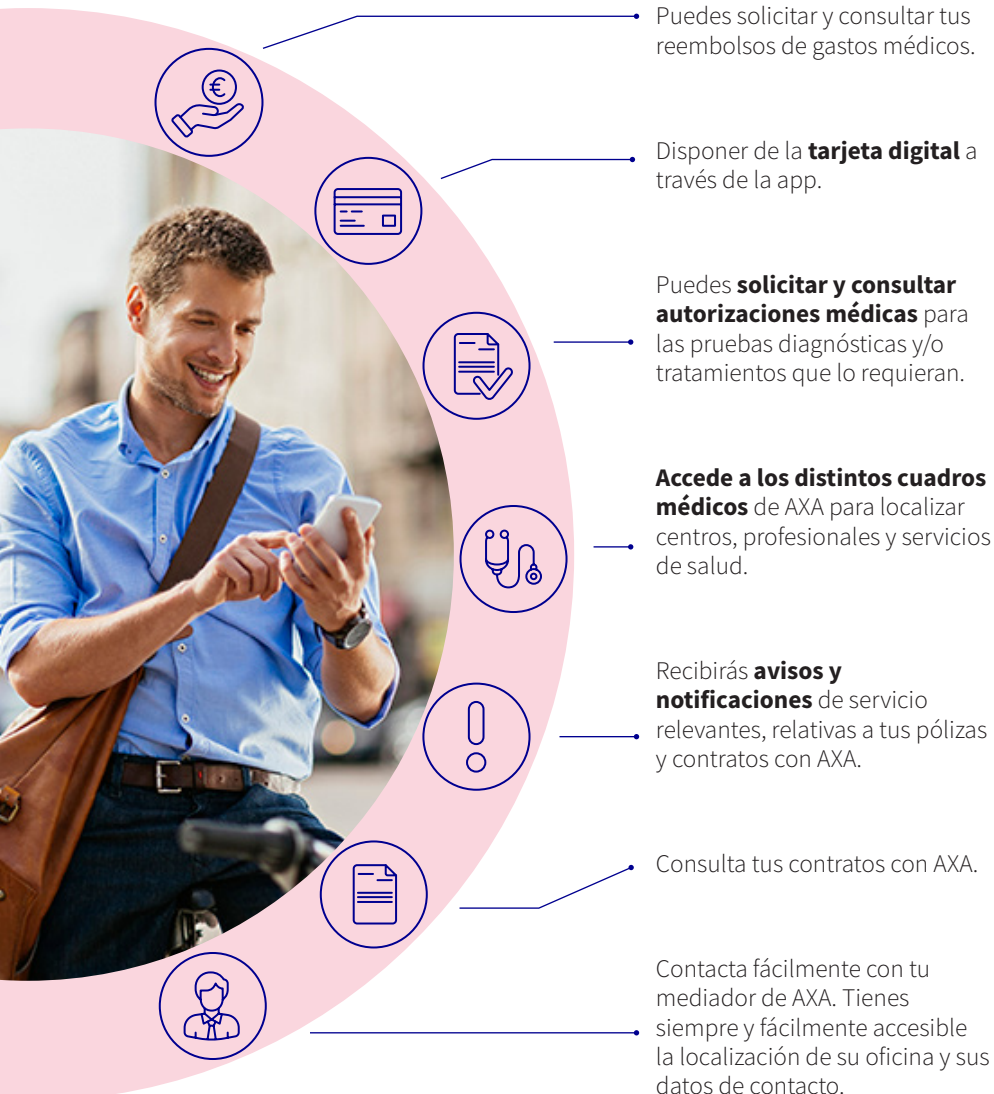 Puedes solicitar y consultar tus
reembolsos de gastos médicos.
Disponer de la tarjeta digital a
través de la app.
Puedes solicitar y consultar
autorizaciones médicas para
las pruebas diagnósticas y/o
tratamientos que lo requieran.
Accede a los distintos cuadros
médicos de AXA para localizar
centros, profesionales y servicios
de salud.
Recibirás avisos y
notificaciones de servicio
relevantes, relativas a tus pólizas
y contratos con AXA.
Consulta tus contratos con AXA.
Contacta fácilmente con tu
mediador de AXA. Tienes
siempre y fácilmente accesible
la localización de su oficina y sus
datos de contacto.